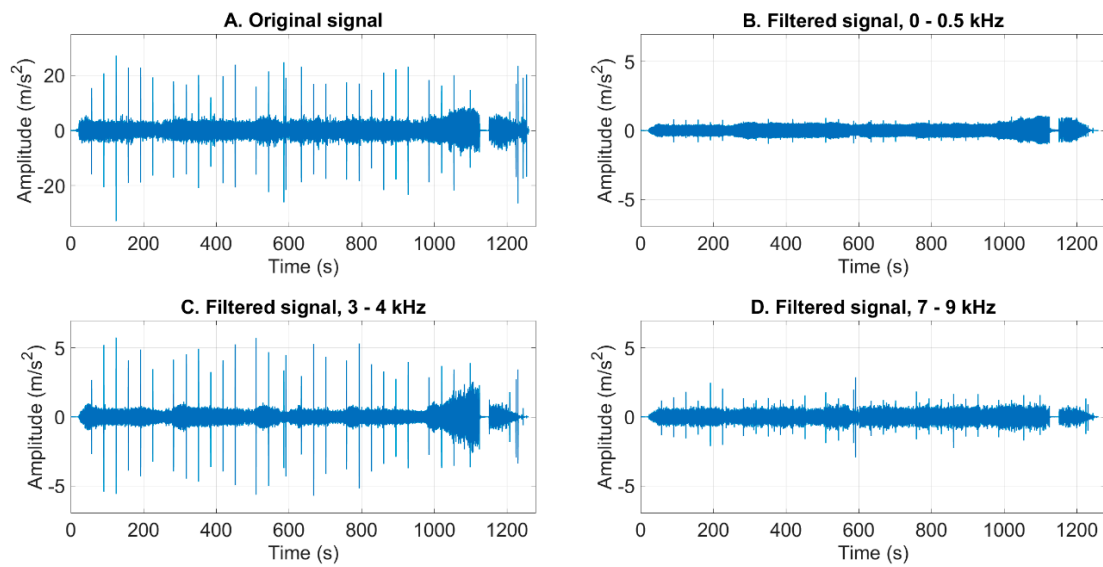 A. Original signal
Amplitude (m/s²)
20
0
-20
0 200 400 600 800 1000 1200
Time (s)
B. Filtered signal, 0 - 0.5 kHz
Amplitude (m/s²)
5
0
-5
0 200 400 600 800 1000 1200
Time (s)
C. Filtered signal, 3 - 4 kHz
Amplitude (m/s²)
5
0
-5
0 200 400 600 800 1000 1200
Time (s)
D. Filtered signal, 7 - 9 kHz
Amplitude (m/s²)
5
0
-5
0 200 400 600 800 1000 1200
Time (s)